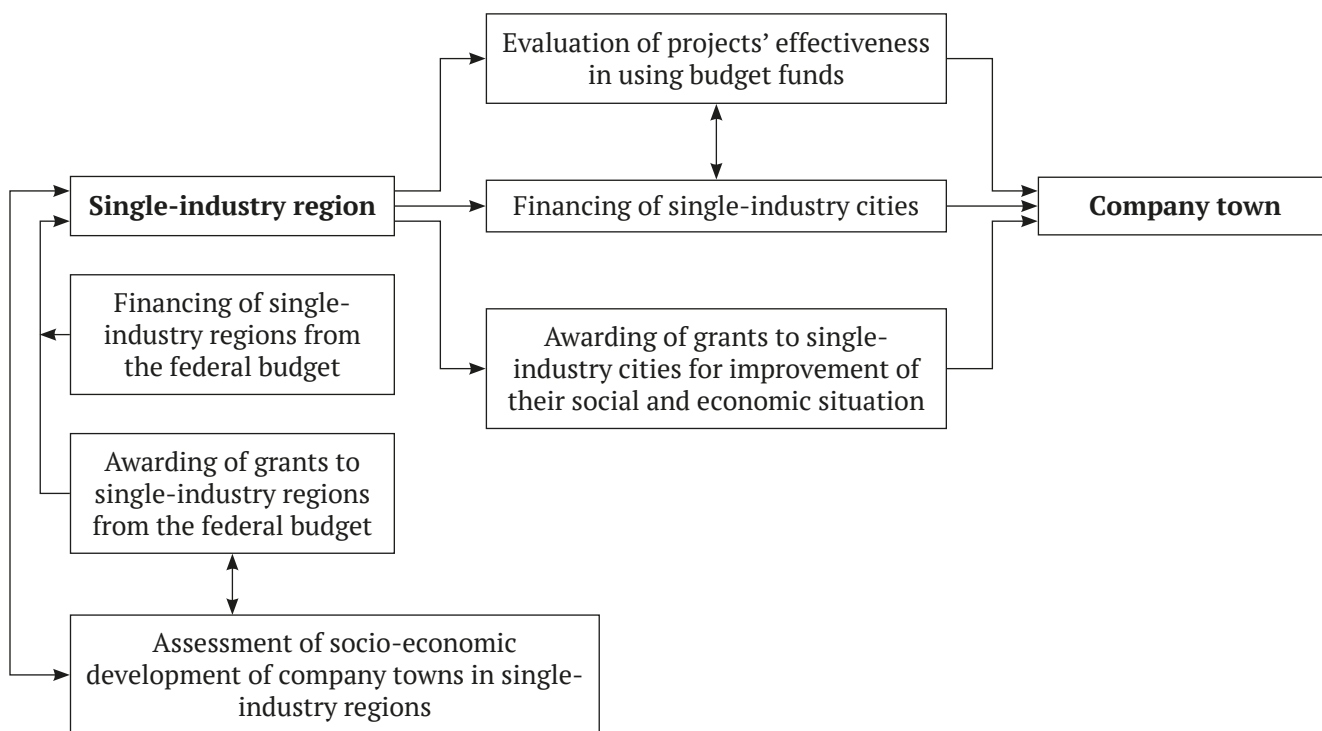 Evaluation of projects’ effectiveness
in using budget funds
Single-industry region
Financing of single-industry cities
Company town
Financing of single-
industry regions from
the federal budget
Awarding of grants to single-
industry cities for improvement of
their social and economic situation
Awarding of grants to
single-industry regions
from the federal budget
Assessment of socio-economic
development of company towns in single-
industry regions